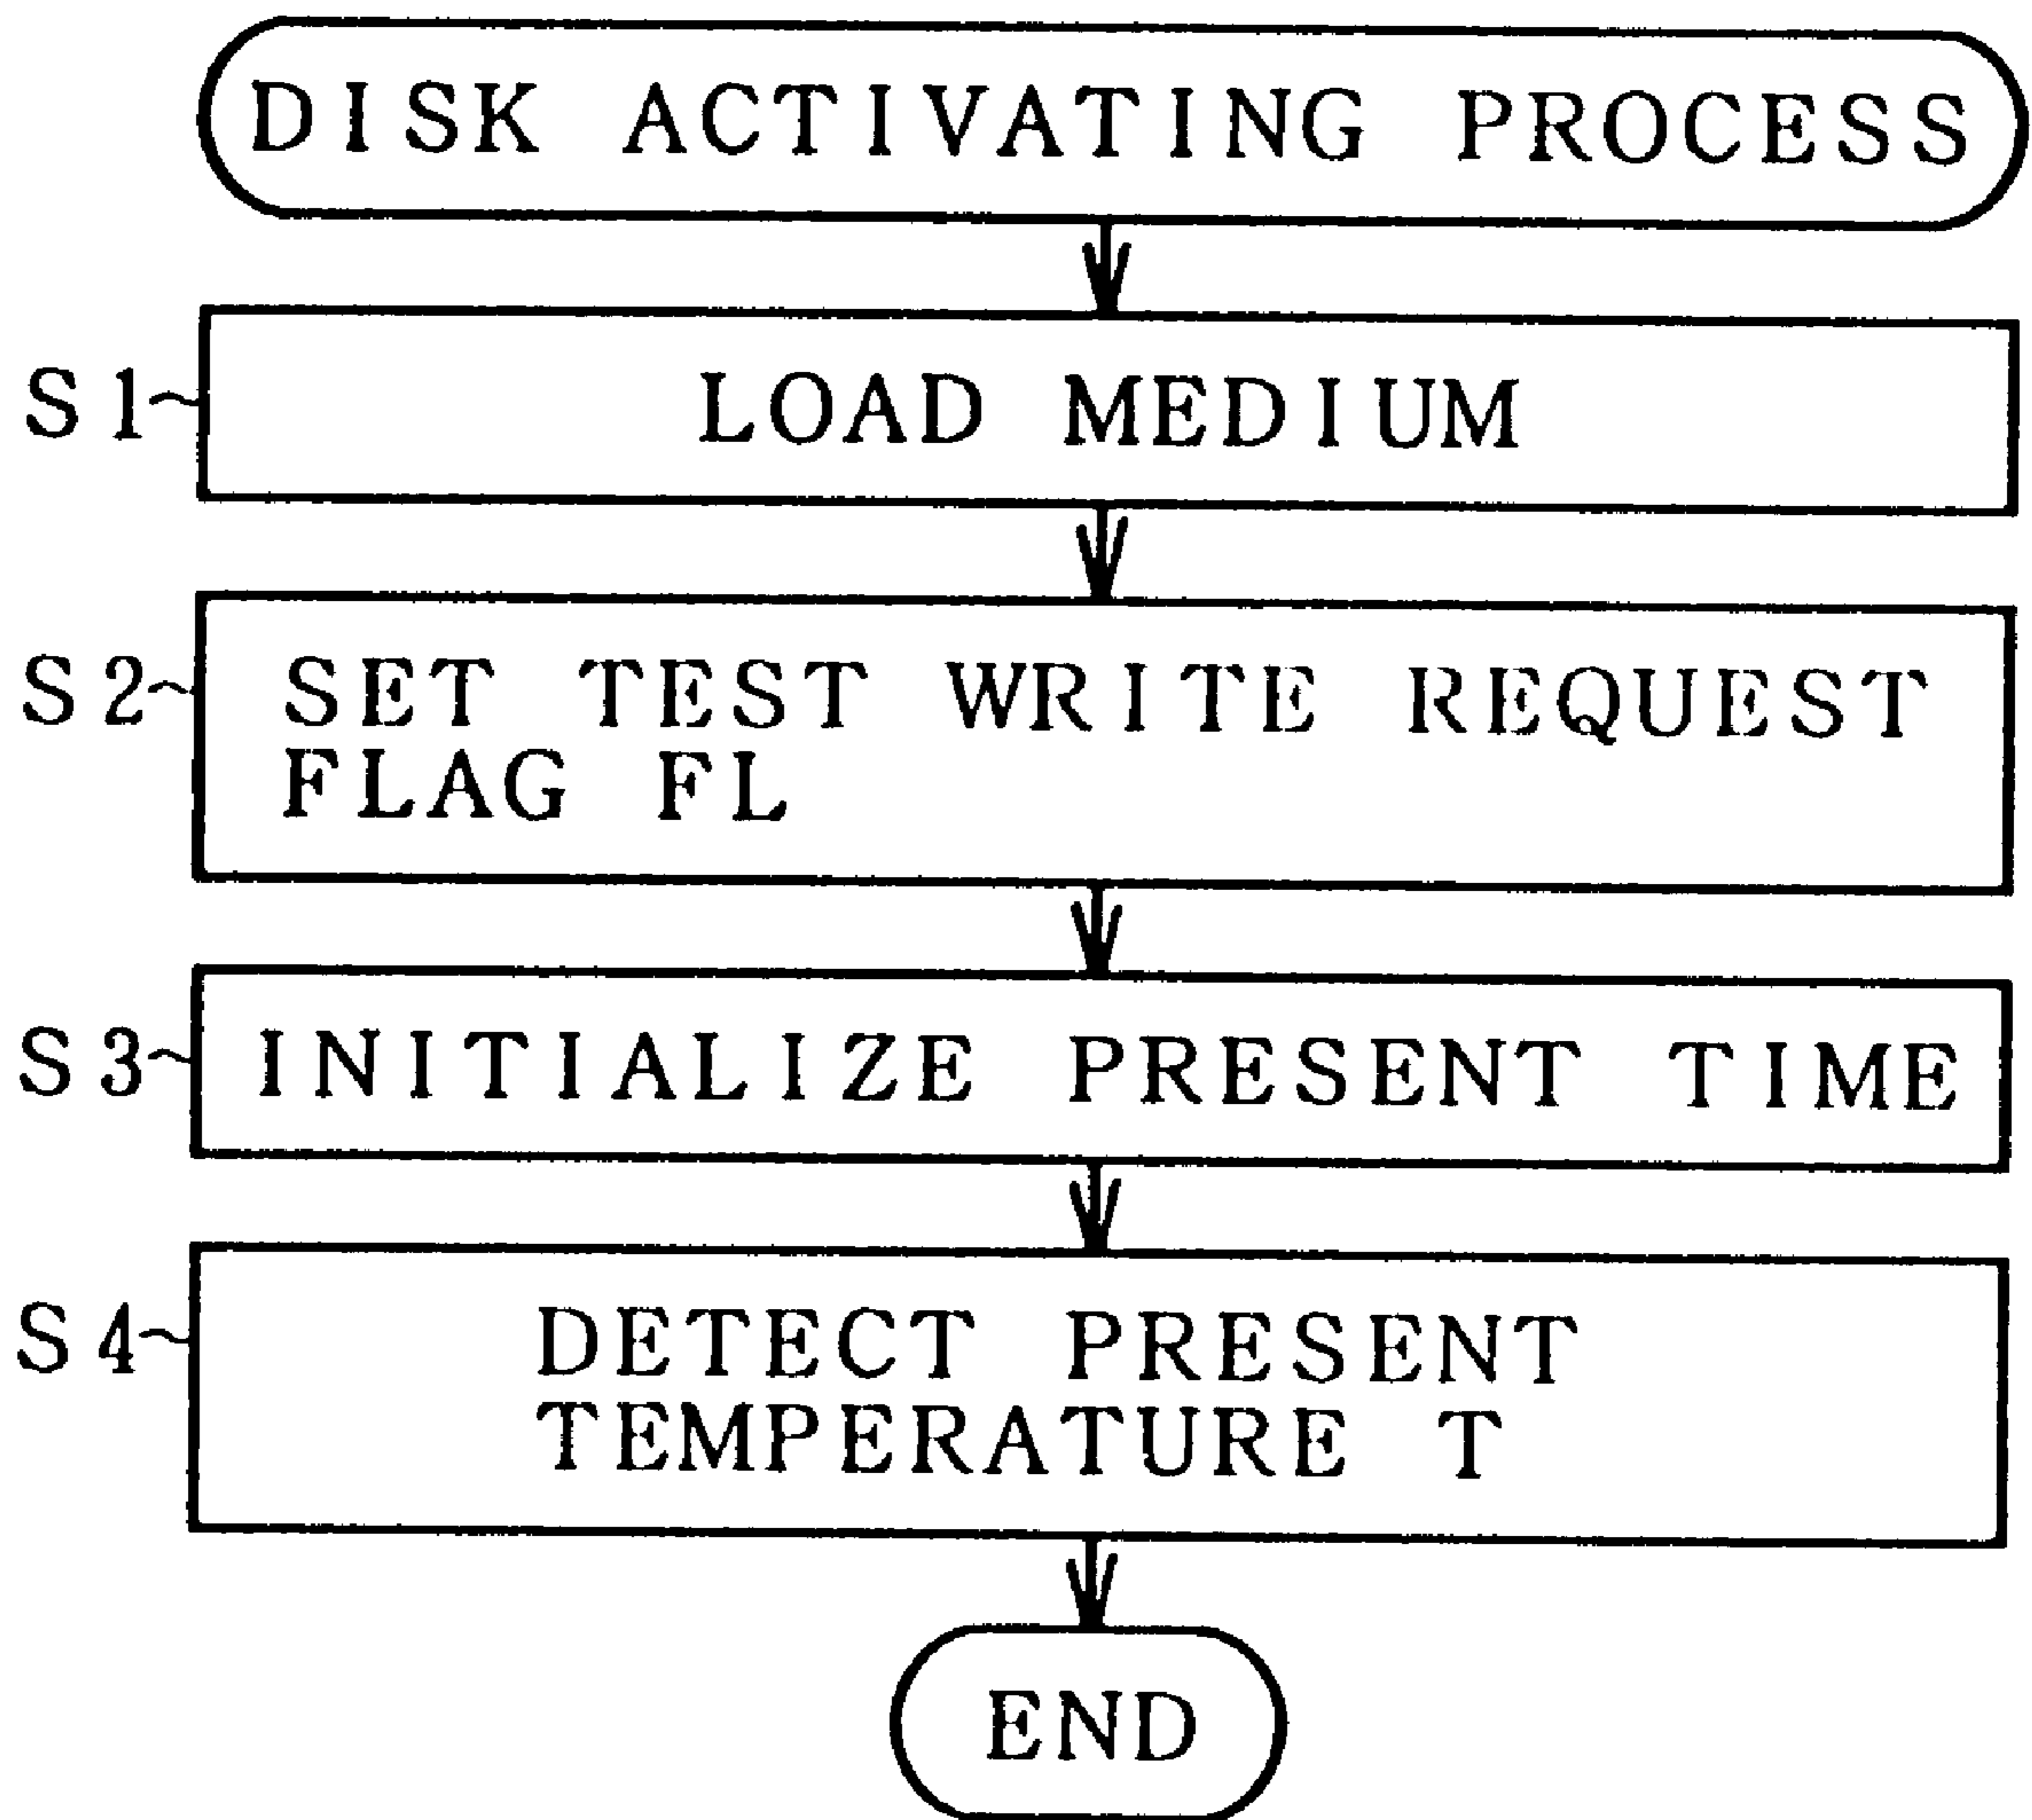 DISK ACTIVATING PROCESS
S1 LOAD MEDIUM
S2 SET TEST WRITE REQUEST
FLAG FL
S3 INITIALIZE PRESENT TIME
S4 DETECT PRESENT
TEMPERATURE T
END